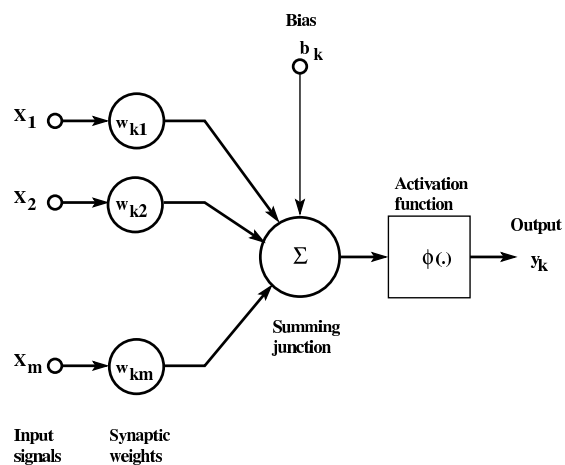 Bias
b k
X1
wk1
X2
wk2
Activation
function
Output
Σ
ϕ(.)
yk
Summing
junction
Xm
wkm
Input
signals
Synaptic
weights